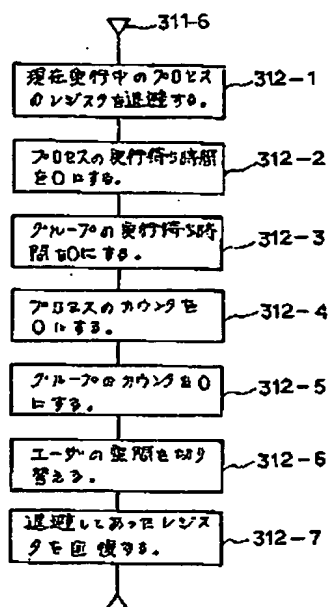 311-6
現在実行中のプロセス
のレジスタを退避する。
312-1
プロセスの実行待ち時間
を0にする。
312-2
グループの実行待ち時
間を0にする。
312-3
プロセスのカウンタを
0にする。
312-4
グループのカウンタを0
にする。
312-5
ユーザの空間を切り
替える。
312-6
退避してあったレジス
タを回復する。
312-7